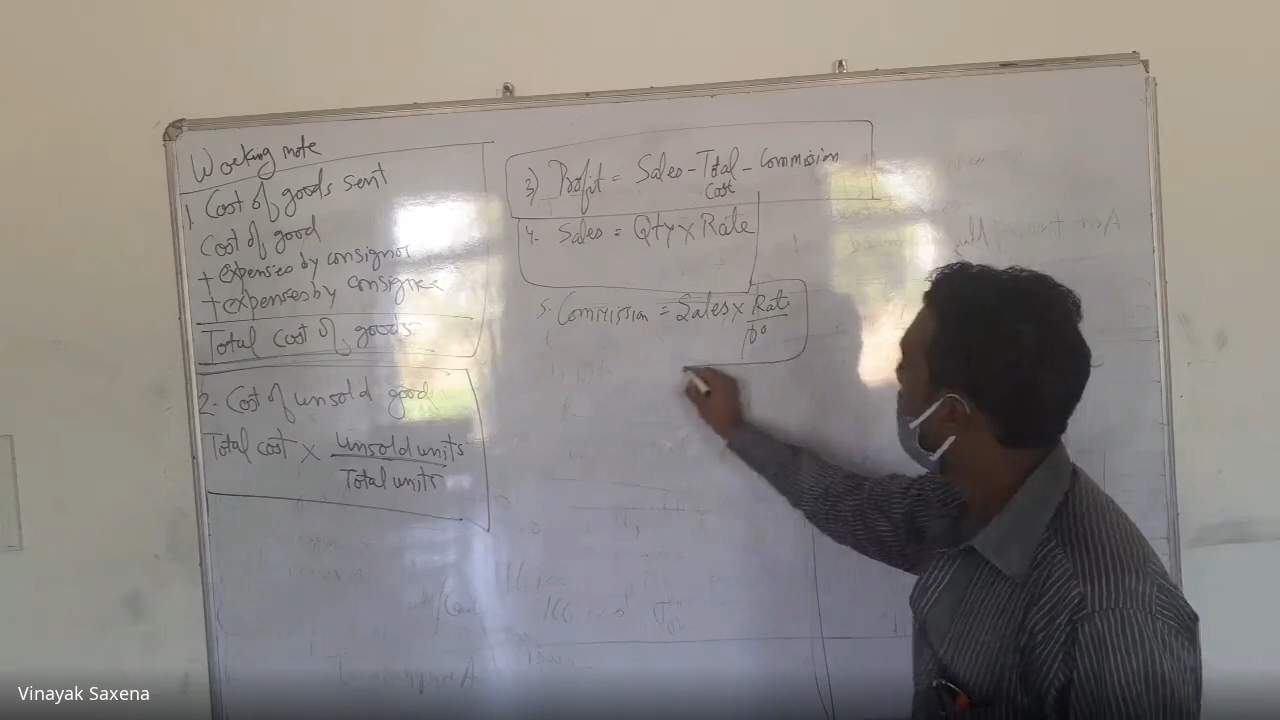 Working note
1. Cost of goods sent
Cost of good
+ expenses by consignor
+ expenses by consignee
Total cost of goods
2. Cost of unsold good
Total cost × unsold units
Total units
3) Profit = Sales - Total - Commission
Cost
4. Sales = Qty × Rate
5. Commission = Sales × Rate
Vinayak Saxena